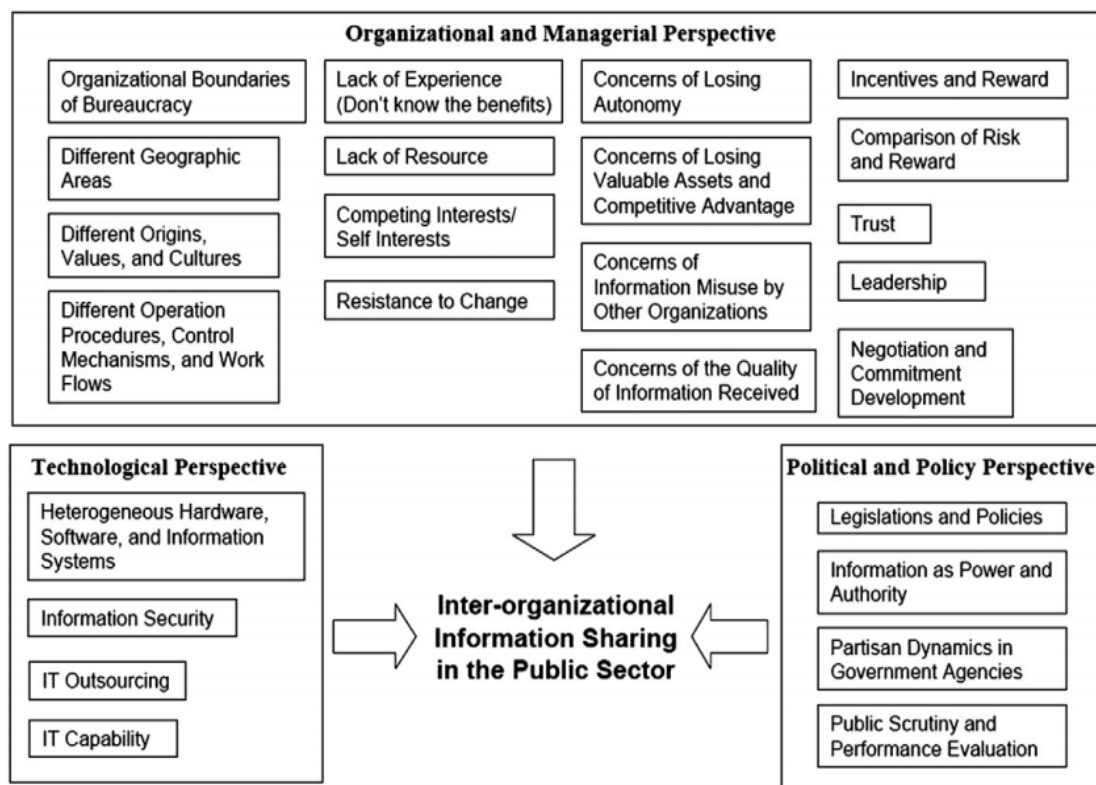 Organizational and Managerial Perspective
Organizational Boundaries
of Bureaucracy
Different Geographic
Areas
Different Origins,
Values, and Cultures
Different Operation
Procedures, Control
Mechanisms, and Work
Flows
Lack of Experience
(Don't know the benefits)
Lack of Resource
Competing Interests/
Self Interests
Resistance to Change
Concerns of Losing
Autonomy
Concerns of Losing
Valuable Assets and
Competitive Advantage
Concerns of
Information Misuse by
Other Organizations
Concerns of the Quality
of Information Received
Incentives and Reward
Comparison of Risk
and Reward
Trust
Leadership
Negotiation and
Commitment
Development
Technological Perspective
Heterogeneous Hardware,
Software, and Information
Systems
Information Security
IT Outsourcing
IT Capability
Inter-organizational
Information Sharing
in the Public Sector
Political and Policy Perspective
Legislations and Policies
Information as Power and
Authority
Partisan Dynamics in
Government Agencies
Public Scrutiny and
Performance Evaluation